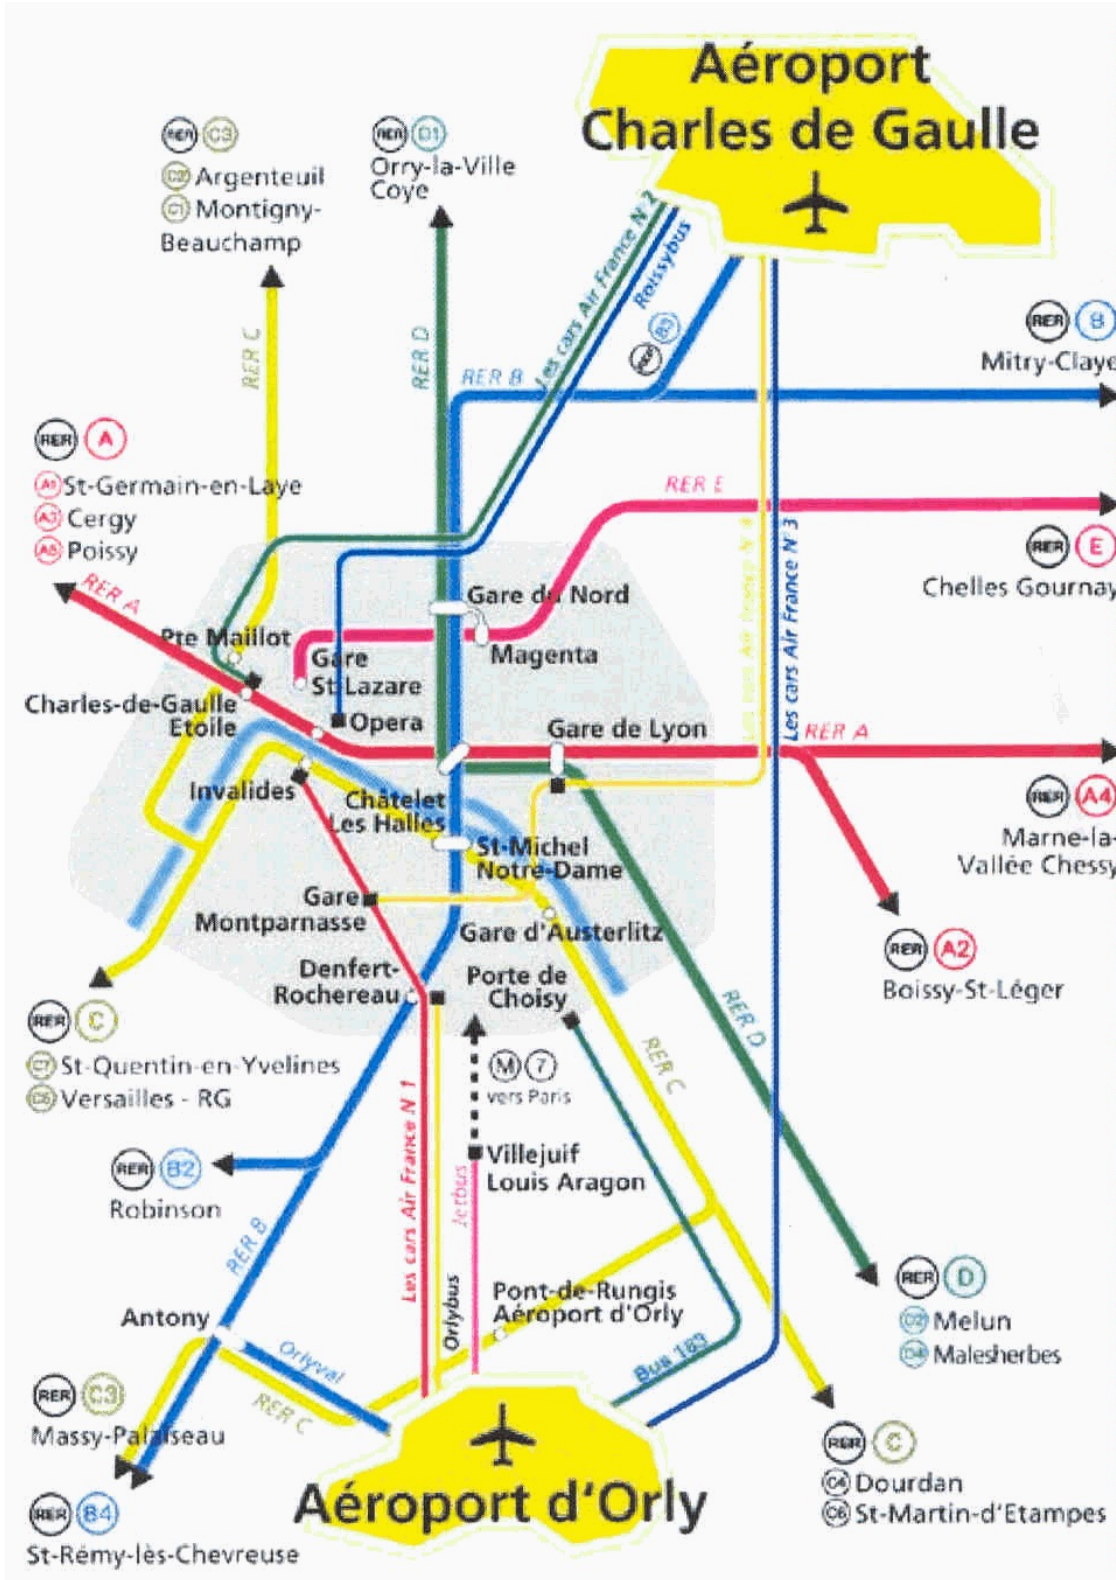 Aéroport
Charles de Gaulle
RER C3
C2 Argenteuil
C1 Montigny-
Beauchamp
RER D1
Orry-la-Ville
Coye
Les cars Air France N 2
Roissybus
RER B3
RER C
RER D
RER B
RER B
Mitry-Claye
RER A
A1 St-Germain-en-Laye
A3 Cergy
A5 Poissy
RER A
RER E
RER E
Chelles Gournay
Les cars Air France N 4
Les cars Air France N 3
Gare du Nord
Magenta
Pte Maillot
Gare
St-Lazare
Charles-de-Gaulle
Etoile
Opera
Gare de Lyon
RER A
RER A4
Marne-la-
Vallée Chessy
Invalides
Châtelet
Les Halles
St-Michel
Notre-Dame
Gare
Montparnasse
Gare d'Austerlitz
RER A2
Boissy-St-Léger
Denfert-
Rochereau
Porte de
Choisy
RER C
C7 St-Quentin-en-Yvelines
Versailles - RG
M 7
vers Paris
RER C
RER D
Les cars Air France N 1
Villejuif
Louis Aragon
Jetbus
RER B2
Robinson
RER B
Orlybus
Pont-de-Rungis
Aéroport d'Orly
Antony
Orlyval
Bus 183
RER C
RER D
D2 Melun
D4 Malesherbes
RER C3
Massy-Palaiseau
RER B4
St-Rémy-lès-Chevreuse
Aéroport d'Orly
RER C
C4 Dourdan
C6 St-Martin-d'Etampes